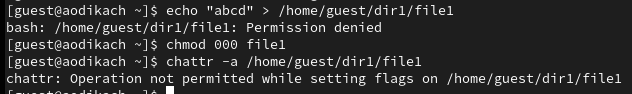 [guest@aodikach ~]$ echo "abcd" > /home/guest/dir1/file1
bash: /home/guest/dir1/file1: Permission denied
[guest@aodikach ~]$ chmod 000 file1
[guest@aodikach ~]$ chattr -a /home/guest/dir1/file1
chattr: Operation not permitted while setting flags on /home/guest/dir1/file1
[guest@aodikach ~]$